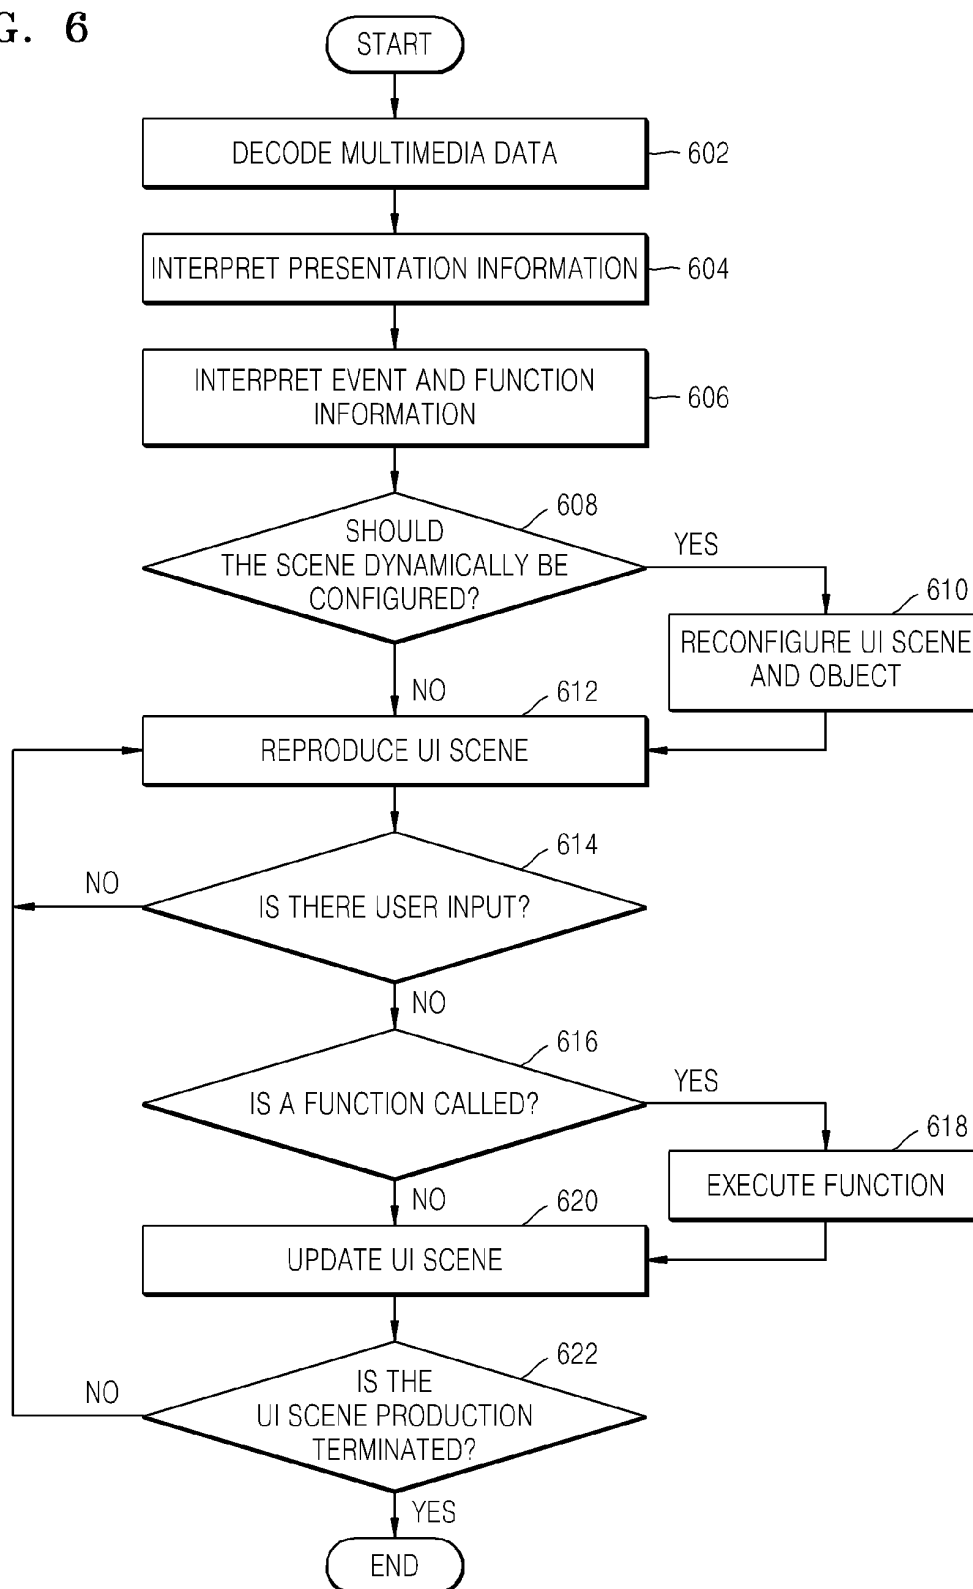 G. 6
START
DECODE MULTIMEDIA DATA
602
INTERPRET PRESENTATION INFORMATION
604
INTERPRET EVENT AND FUNCTION
INFORMATION
606
608
SHOULD
THE SCENE DYNAMICALLY BE
CONFIGURED?
YES
610
RECONFIGURE UI SCENE
AND OBJECT
NO
612
REPRODUCE UI SCENE
614
NO
IS THERE USER INPUT?
NO
616
YES
IS A FUNCTION CALLED?
618
EXECUTE FUNCTION
NO
620
UPDATE UI SCENE
622
NO
IS THE
UI SCENE PRODUCTION
TERMINATED?
YES
END